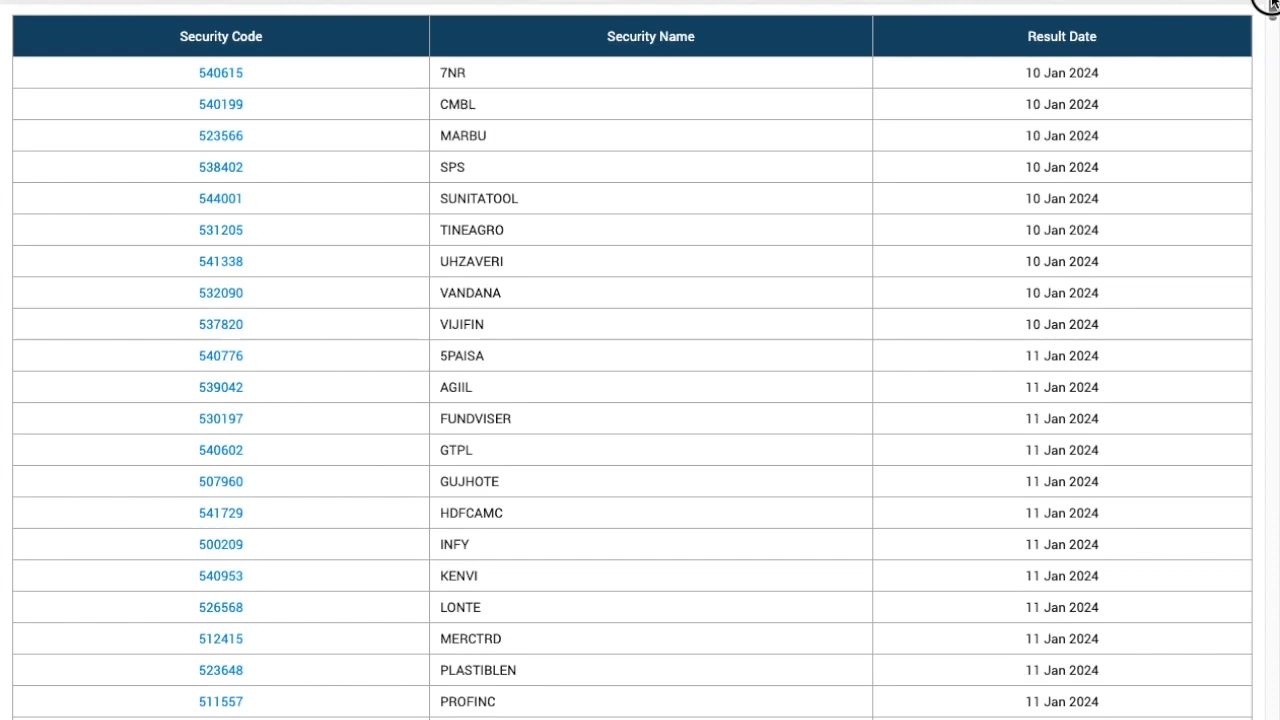 Security Code Security Name Result Date
540615 7NR 10 Jan 2024
540199 CMBL 10 Jan 2024
523566 MARBU 10 Jan 2024
538402 SPS 10 Jan 2024
544001 SUNITATOOL 10 Jan 2024
531205 TINEAGRO 10 Jan 2024
541338 UHZAVERI 10 Jan 2024
532090 VANDANA 10 Jan 2024
537820 VIJIFIN 10 Jan 2024
540776 5PAISA 11 Jan 2024
539042 AGIIL 11 Jan 2024
530197 FUNDVISER 11 Jan 2024
540602 GTPL 11 Jan 2024
507960 GUJHOTE 11 Jan 2024
541729 HDFCAMC 11 Jan 2024
500209 INFY 11 Jan 2024
540953 KENVI 11 Jan 2024
526568 LONTE 11 Jan 2024
512415 MERCTRD 11 Jan 2024
523648 PLASTIBLEN 11 Jan 2024
511557 PROFINC 11 Jan 2024